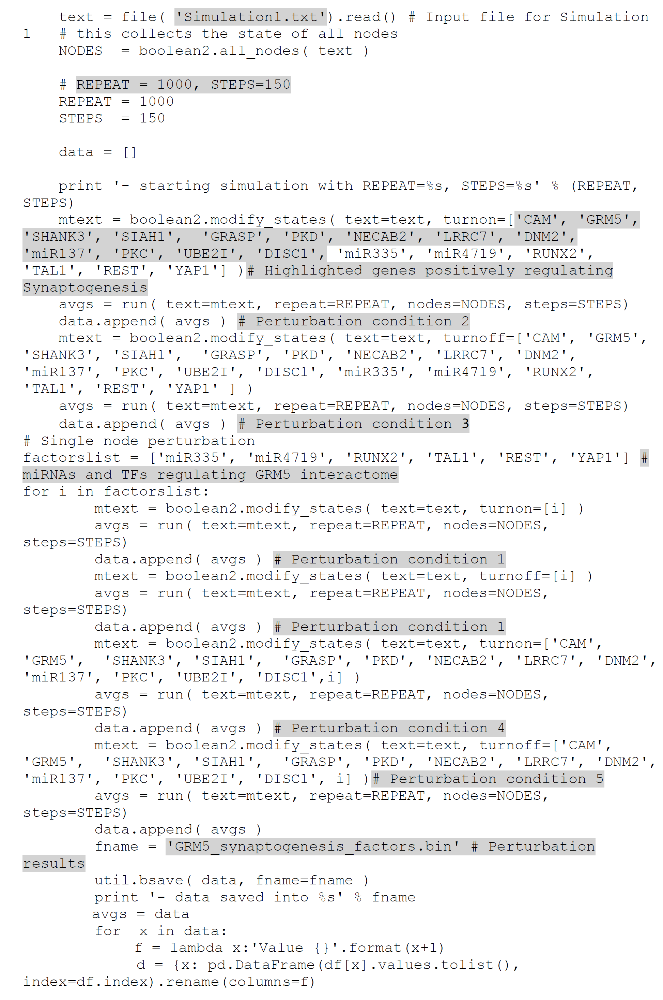 text = file( 'Simulation1.txt').read() # Input file for Simulation
1   # this collects the state of all nodes
NODES  = boolean2.all_nodes( text )
# REPEAT = 1000, STEPS=150
REPEAT = 1000
STEPS  = 150
data = []
print '- starting simulation with REPEAT=%s, STEPS=%s' % (REPEAT,
STEPS)
mtext = boolean2.modify_states( text=text, turnon=['CAM', 'GRM5',
'SHANK3', 'SIAH1',  'GRASP', 'PKD', 'NECAB2', 'LRRC7', 'DNM2',
'miR137', 'PKC', 'UBE2I', 'DISC1', 'miR335', 'miR4719', 'RUNX2',
'TAL1', 'REST', 'YAP1'] )# Highlighted genes positively regulating
Synaptogenesis
avgs = run( text=mtext, repeat=REPEAT, nodes=NODES, steps=STEPS)
data.append( avgs ) # Perturbation condition 2
mtext = boolean2.modify_states( text=text, turnoff=['CAM', 'GRM5',
'SHANK3', 'SIAH1',  'GRASP', 'PKD', 'NECAB2', 'LRRC7', 'DNM2',
'miR137', 'PKC', 'UBE2I', 'DISC1', 'miR335', 'miR4719', 'RUNX2',
'TAL1', 'REST', 'YAP1' ] )
avgs = run( text=mtext, repeat=REPEAT, nodes=NODES, steps=STEPS)
data.append( avgs ) # Perturbation condition 3
# Single node perturbation
factorslist = ['miR335', 'miR4719', 'RUNX2', 'TAL1', 'REST', 'YAP1'] #
miRNAs and TFs regulating GRM5 interactome
for i in factorslist:
mtext = boolean2.modify_states( text=text, turnon=[i] )
avgs = run( text=mtext, repeat=REPEAT, nodes=NODES,
steps=STEPS)
data.append( avgs ) # Perturbation condition 1
mtext = boolean2.modify_states( text=text, turnoff=[i] )
avgs = run( text=mtext, repeat=REPEAT, nodes=NODES,
steps=STEPS)
data.append( avgs ) # Perturbation condition 1
mtext = boolean2.modify_states( text=text, turnon=['CAM',
'GRM5',  'SHANK3', 'SIAH1',  'GRASP', 'PKD', 'NECAB2', 'LRRC7', 'DNM2',
'miR137', 'PKC', 'UBE2I', 'DISC1',i] )
avgs = run( text=mtext, repeat=REPEAT, nodes=NODES,
steps=STEPS)
data.append( avgs ) # Perturbation condition 4
mtext = boolean2.modify_states( text=text, turnoff=['CAM',
'GRM5',  'SHANK3', 'SIAH1',  'GRASP', 'PKD', 'NECAB2', 'LRRC7', 'DNM2',
'miR137', 'PKC', 'UBE2I', 'DISC1', i] )# Perturbation condition 5
avgs = run( text=mtext, repeat=REPEAT, nodes=NODES,
steps=STEPS)
data.append( avgs )
fname = 'GRM5_synaptogenesis_factors.bin' # Perturbation
results
util.bsave( data, fname=fname )
print '- data saved into %s' % fname
avgs = data
for  x in data:
f = lambda x:'Value {}'.format(x+1)
d = {x: pd.DataFrame(df[x].values.tolist(),
index=df.index).rename(columns=f)